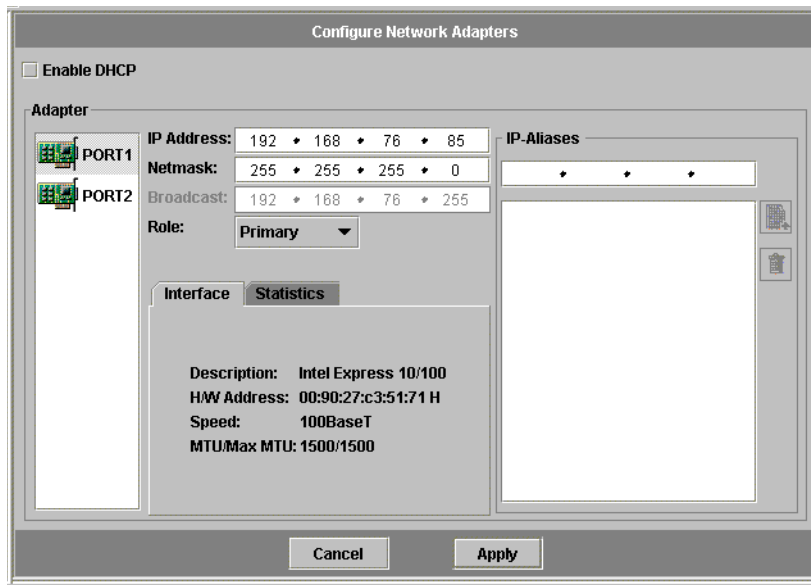 Configure Network Adapters
Enable DHCP
Adapter
PORT1
PORT2
IP Address: 192 . 168 . 76 . 85
Netmask: 255 . 255 . 255 . 0
Broadcast: 192 . 168 . 76 . 255
Role: Primary
Interface Statistics
Description: Intel Express 10/100
H/W Address: 00:90:27:c3:51:71 H
Speed: 100BaseT
MTU/Max MTU: 1500/1500
IP-Aliases
. . .
Cancel Apply